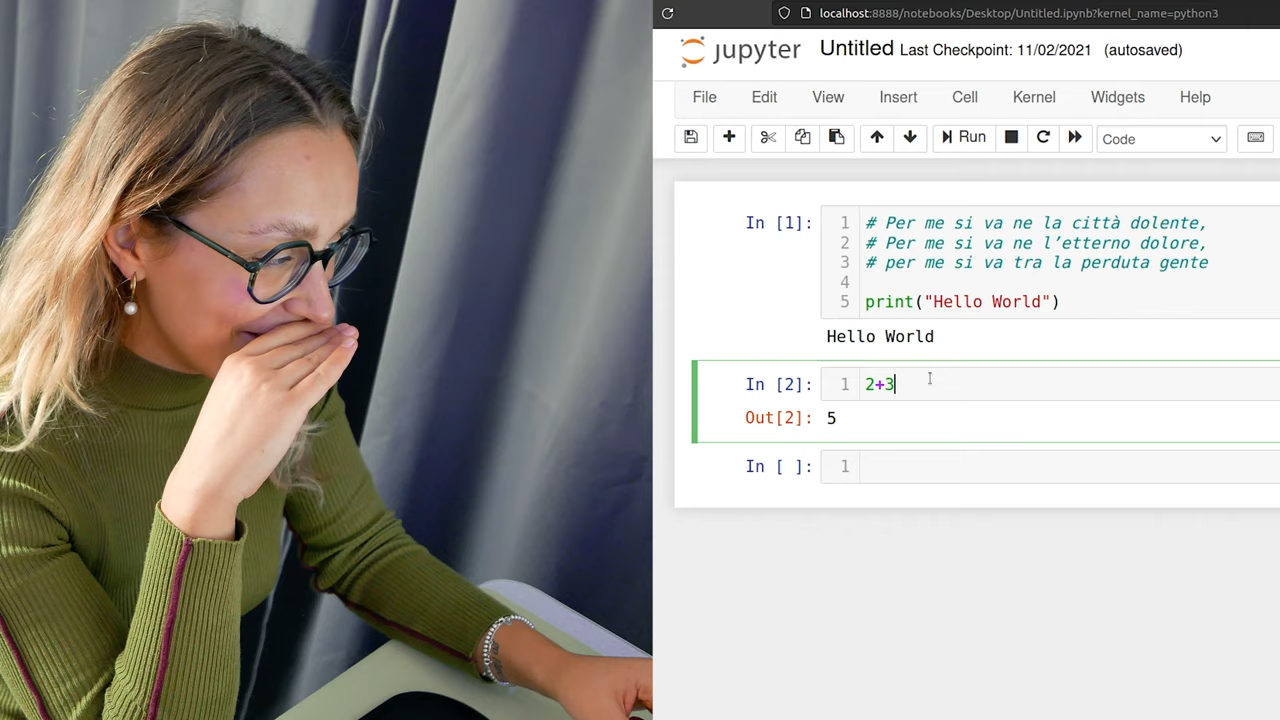 localhost:8888/notebooks/Desktop/Untitled.ipynb?kernel_name=python3
jupyter Untitled Last Checkpoint: 11/02/2021 (autosaved)
File Edit View Insert Cell Kernel Widgets Help
Run Code
In [1]:
1 # Per me si va ne la città dolente,
2 # Per me si va ne l’etterno dolore,
3 # per me si va tra la perduta gente
4
5 print("Hello World")
Hello World
In [2]: 1 2+3
Out[2]: 5
In [ ]: 1